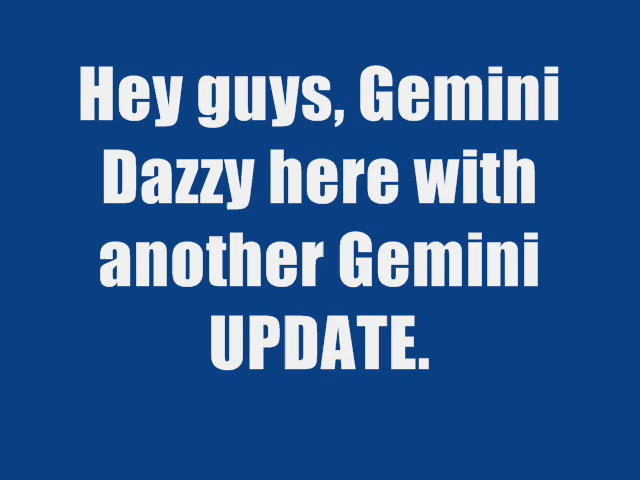 Hey guys, Gemini
Dazzy here with
another Gemini
UPDATE.